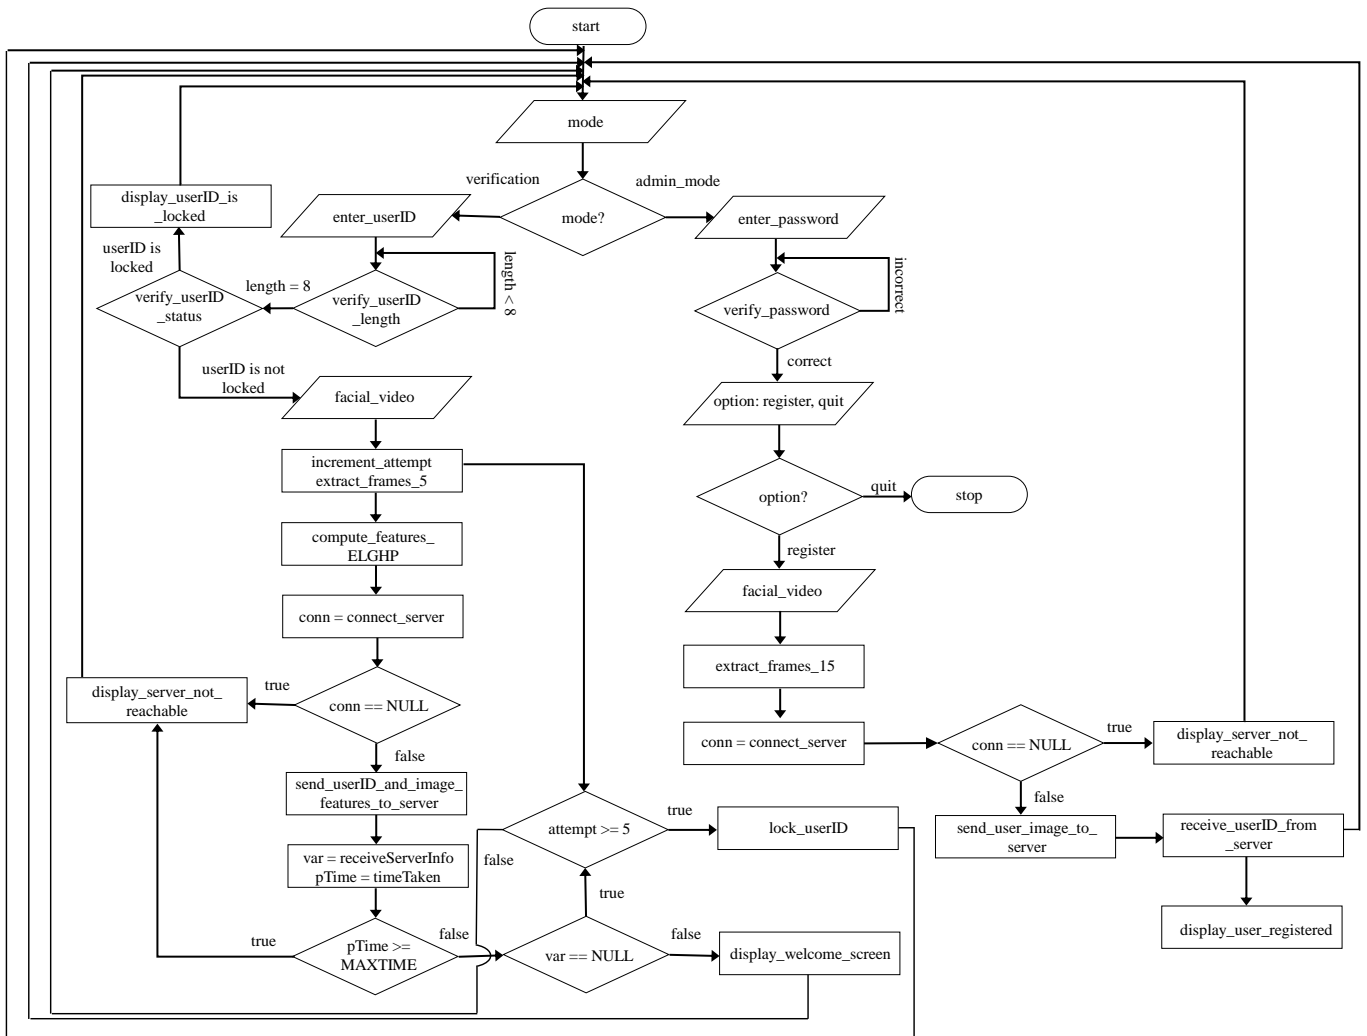 start
mode
verification
admin_mode
mode?
enter_userID
enter_password
display_userID_is
_locked
userID is
locked
length = 8
length < 8
incorrect
verify_userID
_status
verify_userID
_length
verify_password
correct
userID is not
locked
facial_video
option: register, quit
increment_attempt
extract_frames_5
option?
quit
stop
compute_features_
ELGHP
register
facial_video
conn = connect_server
extract_frames_15
true
display_server_not_
reachable
conn == NULL
false
conn = connect_server
conn == NULL
true
display_server_not_
reachable
false
send_userID_and_image_
features_to_server
attempt >= 5
true
lock_userID
false
send_user_image_to_
server
receive_userID_from
_server
var = receiveServerInfo
pTime = timeTaken
true
true
pTime >=
MAXTIME
false
var == NULL
false
display_welcome_screen
display_user_registered